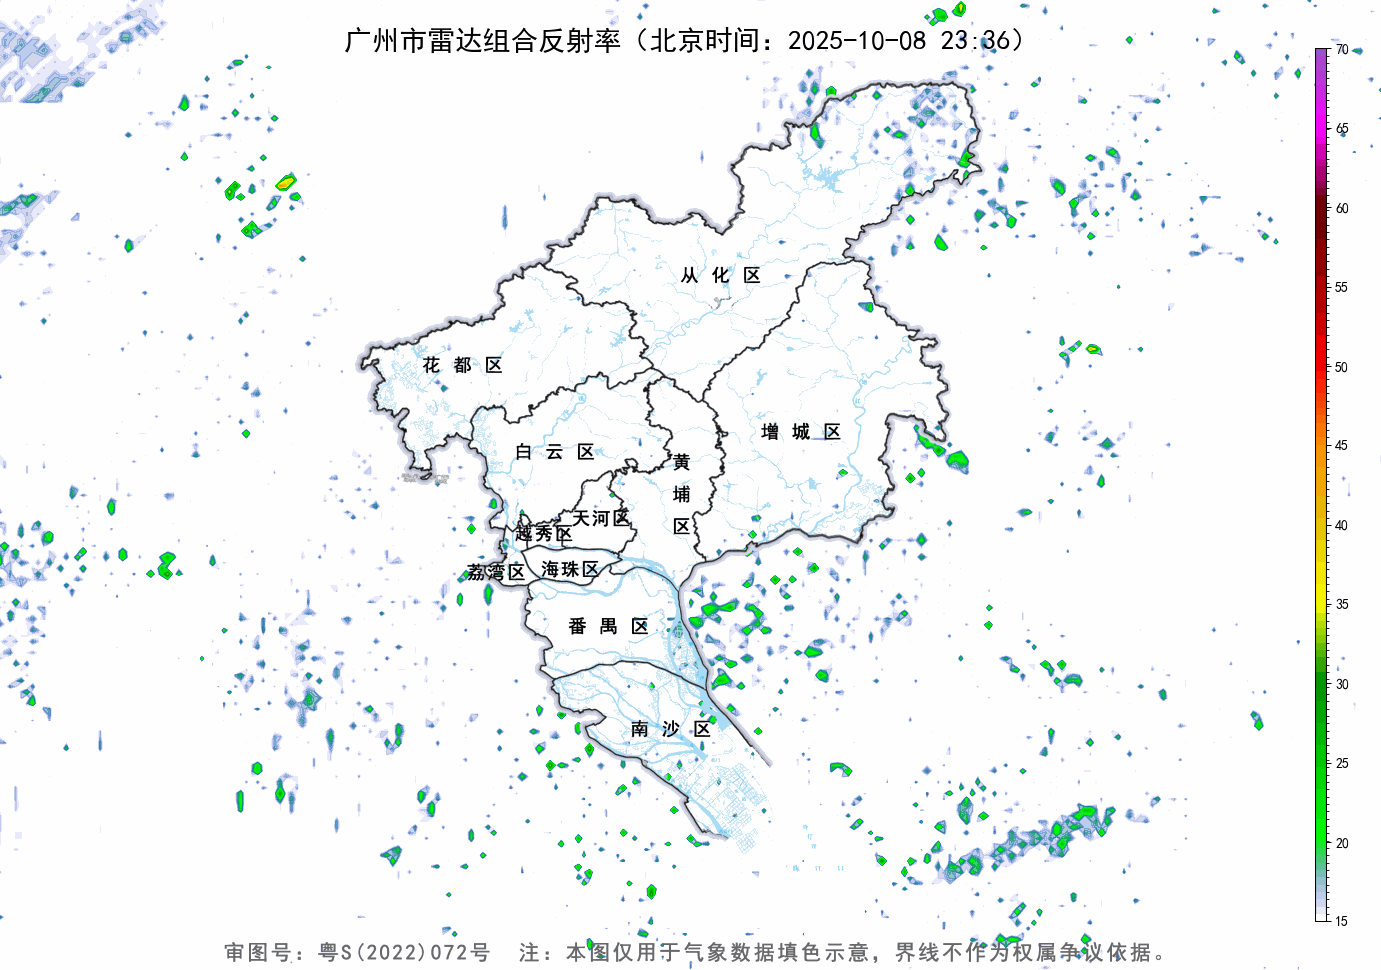 广州市雷达组合反射率（北京时间：2025-10-08 23:36）
70
65
60
55
50
45
40
35
30
25
20
15
从化区
花都区
增城区
白云区
黄埔区
天河区
越秀区
荔湾区
海珠区
番禺区
南沙区
审图号：粤S(2022)072号 注：本图仅用于气象数据填色示意，界线不作为权属争议依据。